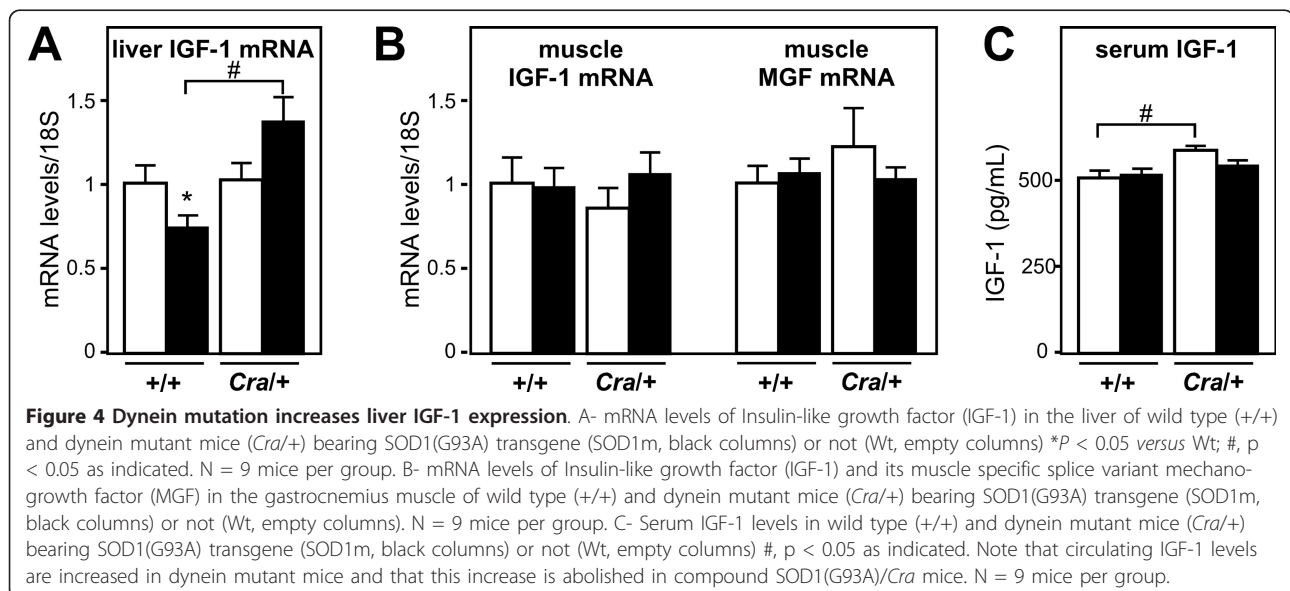 A
liver IGF-1 mRNA
#
mRNA levels/18S
1.5
1
0.5
0
*
+/+
Cra/+
B
muscle
IGF-1 mRNA
muscle
MGF mRNA
mRNA levels/18S
1.5
1
0.5
0
+/+
Cra/+
+/+
Cra/+
C
serum IGF-1
#
IGF-1 (pg/mL)
500
250
0
+/+
Cra/+
Figure 4 Dynein mutation increases liver IGF-1 expression. A- mRNA levels of Insulin-like growth factor (IGF-1) in the liver of wild type (+/+)
and dynein mutant mice (Cra/+) bearing SOD1(G93A) transgene (SOD1m, black columns) or not (Wt, empty columns) *P < 0.05 versus Wt; #, p
< 0.05 as indicated. N = 9 mice per group. B- mRNA levels of Insulin-like growth factor (IGF-1) and its muscle specific splice variant mechano-
growth factor (MGF) in the gastrocnemius muscle of wild type (+/+) and dynein mutant mice (Cra/+) bearing SOD1(G93A) transgene (SOD1m,
black columns) or not (Wt, empty columns). N = 9 mice per group. C- Serum IGF-1 levels in wild type (+/+) and dynein mutant mice (Cra/+)
bearing SOD1(G93A) transgene (SOD1m, black columns) or not (Wt, empty columns) #, p < 0.05 as indicated. Note that circulating IGF-1 levels
are increased in dynein mutant mice and that this increase is abolished in compound SOD1(G93A)/Cra mice. N = 9 mice per group.